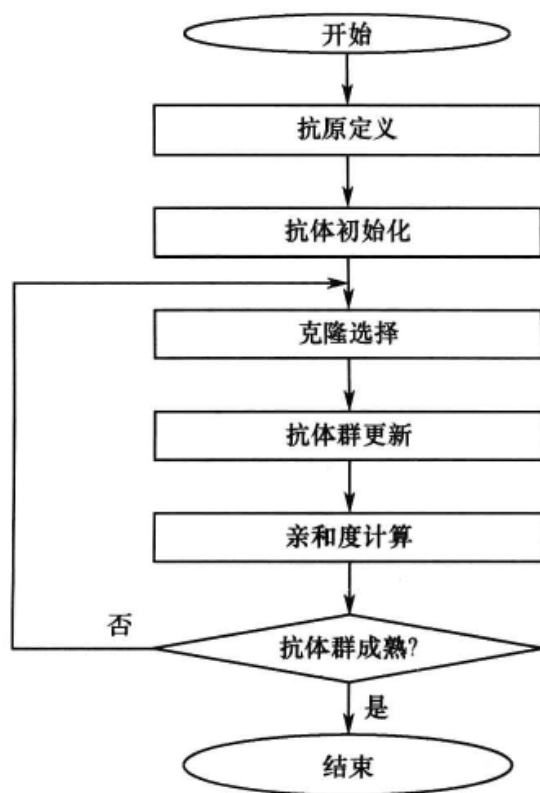 开始
抗原定义
抗体初始化
克隆选择
抗体群更新
亲和度计算
否
抗体群成熟?
是
结束